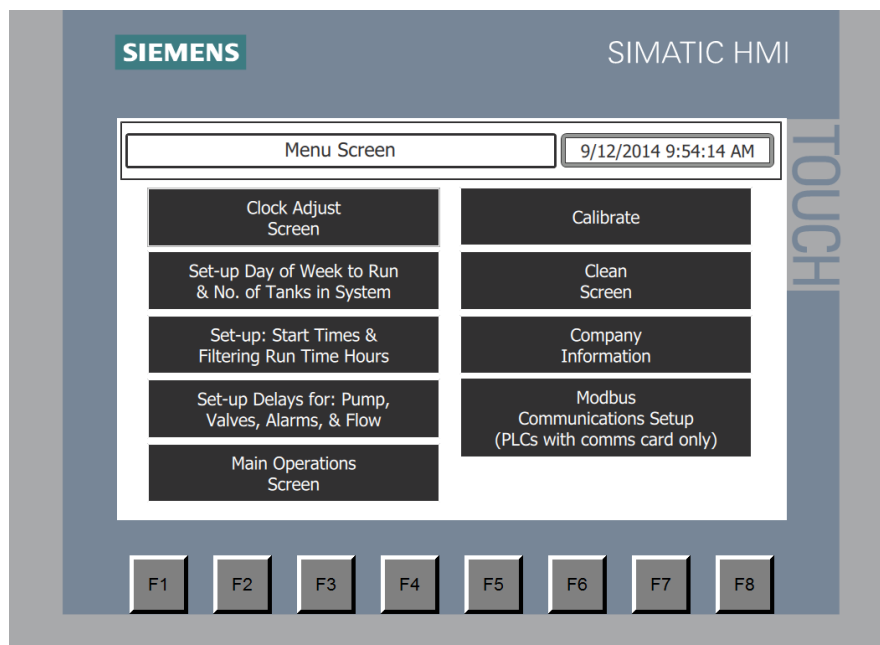 SIEMENS
SIMATIC HMI
TOUCH
Menu Screen
9/12/2014 9:54:14 AM
Clock Adjust
Screen
Set-up Day of Week to Run
& No. of Tanks in System
Set-up: Start Times &
Filtering Run Time Hours
Set-up Delays for: Pump,
Valves, Alarms, & Flow
Main Operations
Screen
Calibrate
Clean
Screen
Company
Information
Modbus
Communications Setup
(PLCs with comms card only)
F1
F2
F3
F4
F5
F6
F7
F8